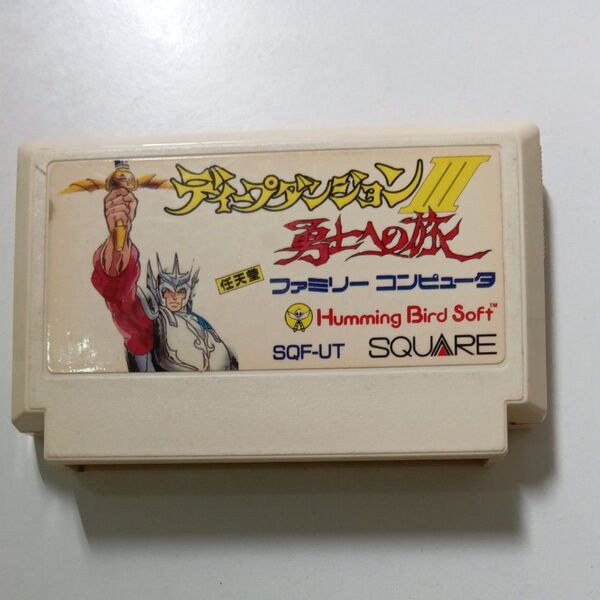 ディープダンジョンIII
勇士への旅
任天堂 ファミリー コンピュータ
Humming Bird Soft™
SQF-UT SQUARE